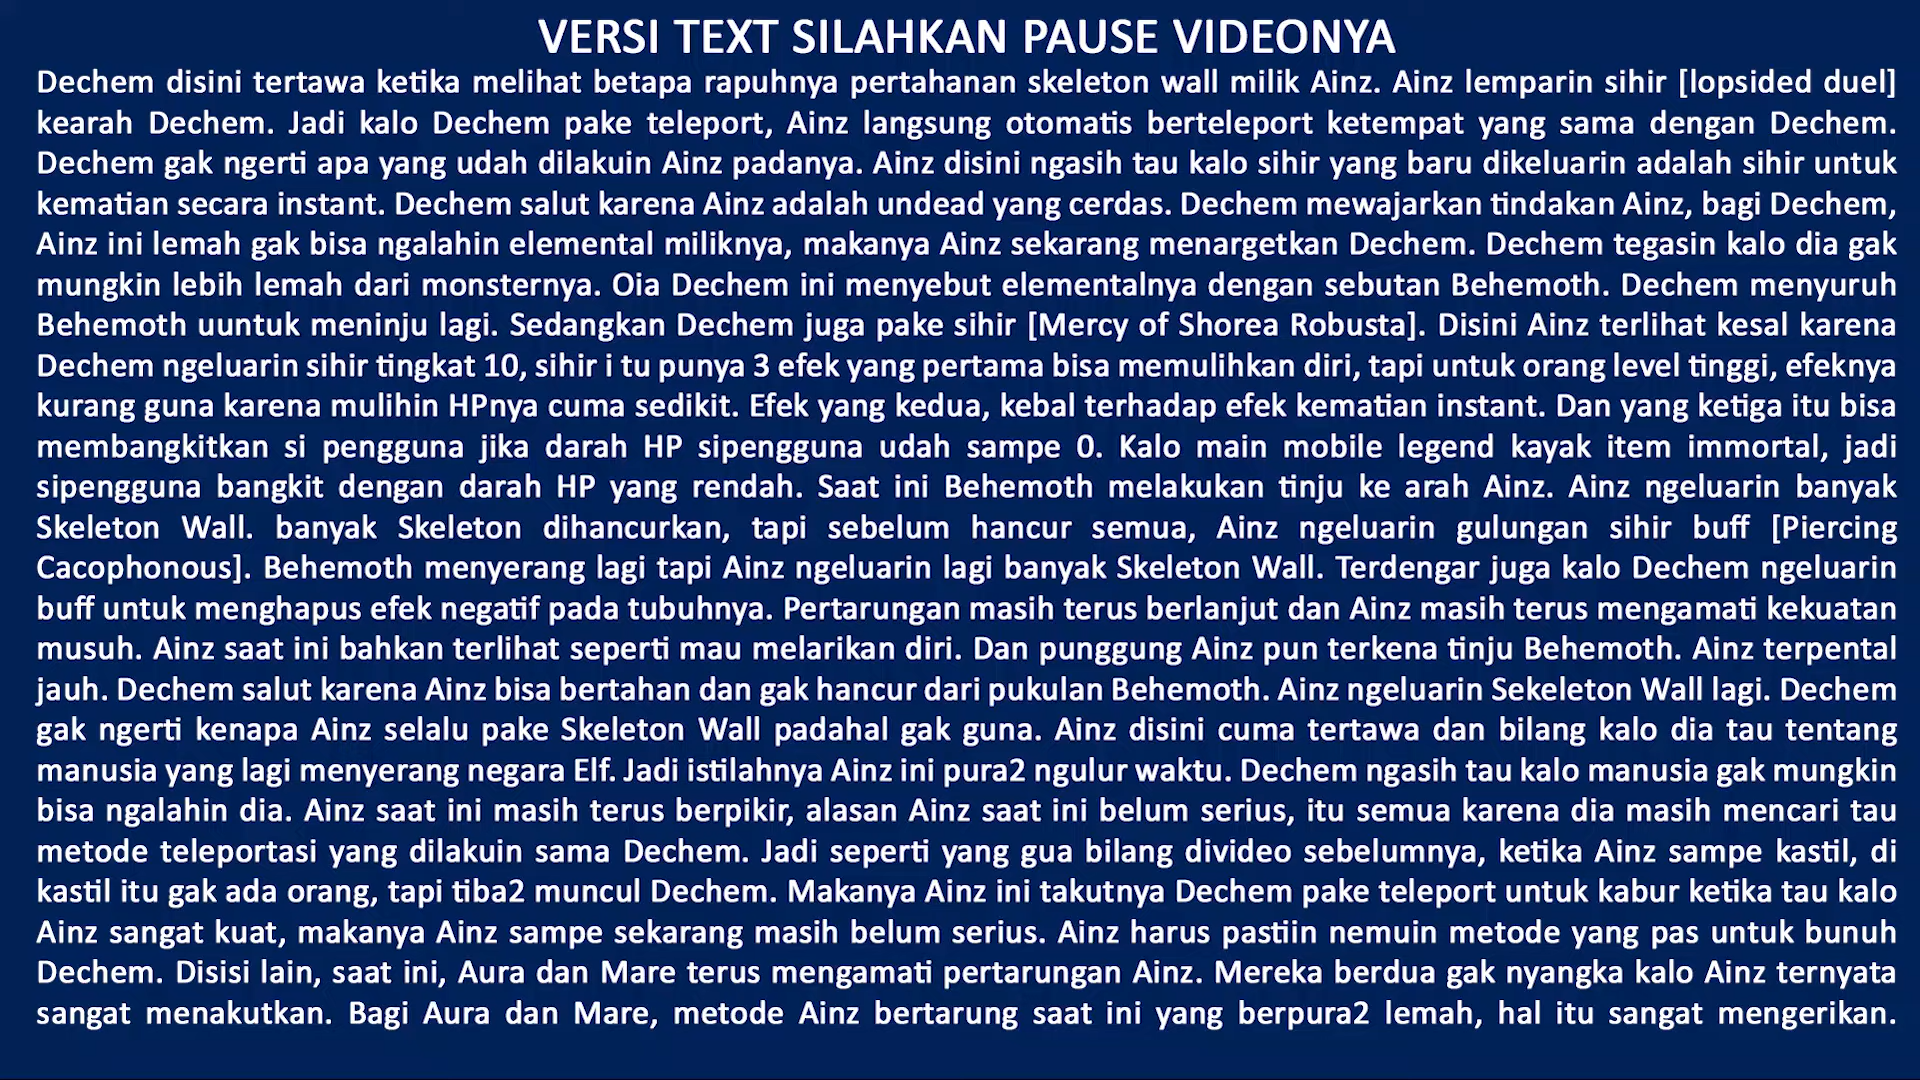 VERSI TEXT SILAHKAN PAUSE VIDEONYA
Dechem disini tertawa ketika melihat betapa rapuhnya pertahanan skeleton wall milik Ainz. Ainz lemparin sihir [lopsided duel]
kearah Dechem. Jadi kalo Dechem pake teleport, Ainz langsung otomatis berteleport ketempat yang sama dengan Dechem.
Dechem gak ngerti apa yang udah dilakuin Ainz padanya. Ainz disini ngasih tau kalo sihir yang baru dikeluarin adalah sihir untuk
kematian secara instant. Dechem salut karena Ainz adalah undead yang cerdas. Dechem mewajarkan tindakan Ainz, bagi Dechem,
Ainz ini lemah gak bisa ngalahin elemental miliknya, makanya Ainz sekarang menargetkan Dechem. Dechem tegasin kalo dia gak
mungkin lebih lemah dari monsternya. Oia Dechem ini menyebut elementalnya dengan sebutan Behemoth. Dechem menyuruh
Behemoth uuntuk meninju lagi. Sedangkan Dechem juga pake sihir [Mercy of Shorea Robusta]. Disini Ainz terlihat kesal karena
Dechem ngeluarin sihir tingkat 10, sihir i tu punya 3 efek yang pertama bisa memulihkan diri, tapi untuk orang level tinggi, efeknya
kurang guna karena mulihin HPnya cuma sedikit. Efek yang kedua, kebal terhadap efek kematian instant. Dan yang ketiga itu bisa
membangkitkan si pengguna jika darah HP sipengguna udah sampe 0. Kalo main mobile legend kayak item immortal, jadi
sipengguna bangkit dengan darah HP yang rendah. Saat ini Behemoth melakukan tinju ke arah Ainz. Ainz ngeluarin banyak
Skeleton Wall. banyak Skeleton dihancurkan, tapi sebelum hancur semua, Ainz ngeluarin gulungan sihir buff [Piercing
Cacophonous]. Behemoth menyerang lagi tapi Ainz ngeluarin lagi banyak Skeleton Wall. Terdengar juga kalo Dechem ngeluarin
buff untuk menghapus efek negatif pada tubuhnya. Pertarungan masih terus berlanjut dan Ainz masih terus mengamati kekuatan
musuh. Ainz saat ini bahkan terlihat seperti mau melarikan diri. Dan punggung Ainz pun terkena tinju Behemoth. Ainz terpental
jauh. Dechem salut karena Ainz bisa bertahan dan gak hancur dari pukulan Behemoth. Ainz ngeluarin Sekeleton Wall lagi. Dechem
gak ngerti kenapa Ainz selalu pake Skeleton Wall padahal gak guna. Ainz disini cuma tertawa dan bilang kalo dia tau tentang
manusia yang lagi menyerang negara Elf. Jadi istilahnya Ainz ini pura2 ngulur waktu. Dechem ngasih tau kalo manusia gak mungkin
bisa ngalahin dia. Ainz saat ini masih terus berpikir, alasan Ainz saat ini belum serius, itu semua karena dia masih mencari tau
metode teleportasi yang dilakuin sama Dechem. Jadi seperti yang gua bilang divideo sebelumnya, ketika Ainz sampe kastil, di
kastil itu gak ada orang, tapi tiba2 muncul Dechem. Makanya Ainz ini takutnya Dechem pake teleport untuk kabur ketika tau kalo
Ainz sangat kuat, makanya Ainz sampe sekarang masih belum serius. Ainz harus pastiin nemuin metode yang pas untuk bunuh
Dechem. Disisi lain, saat ini, Aura dan Mare terus mengamati pertarungan Ainz. Mereka berdua gak nyangka kalo Ainz ternyata
sangat menakutkan. Bagi Aura dan Mare, metode Ainz bertarung saat ini yang berpura2 lemah, hal itu sangat mengerikan.